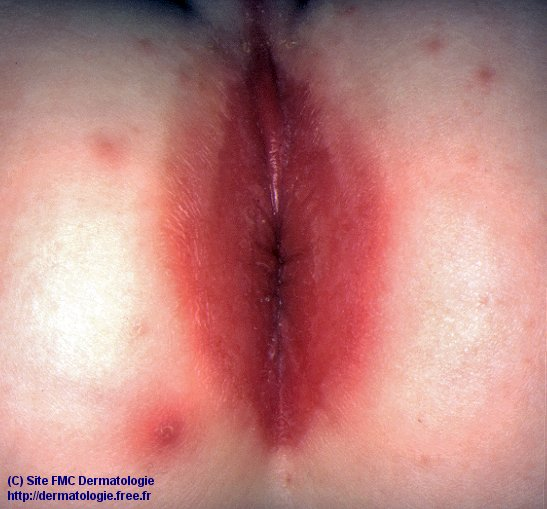 (C) Site FMC Dermatologie
http://dermatologie.free.fr